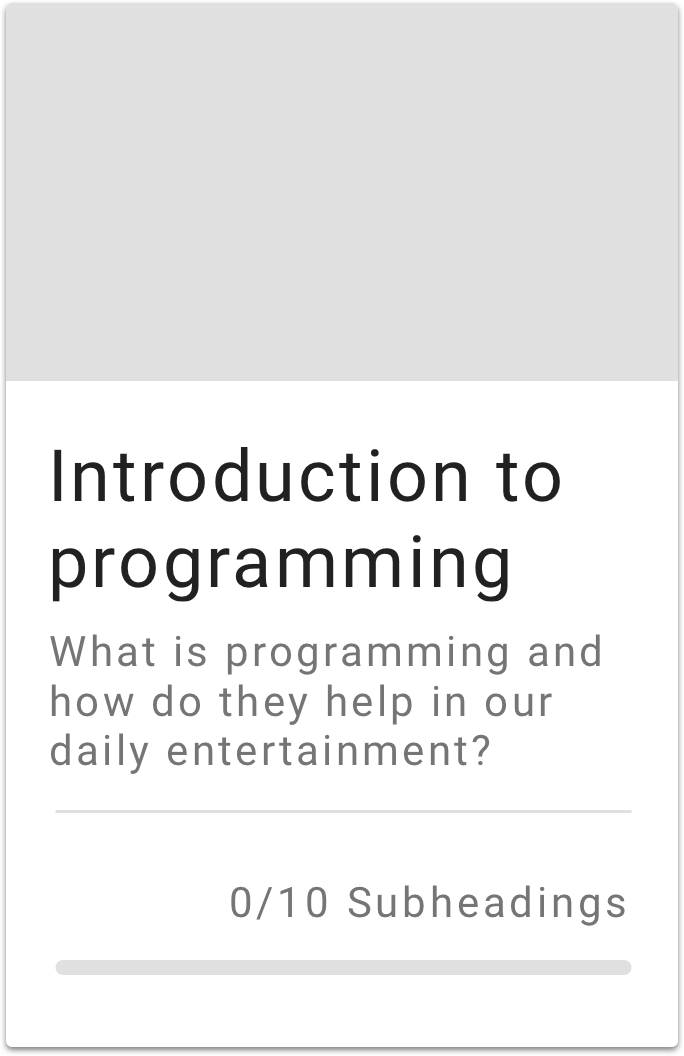 Introduction to
programming
What is programming and
how do they help in our
daily entertainment?
0/10 Subheadings